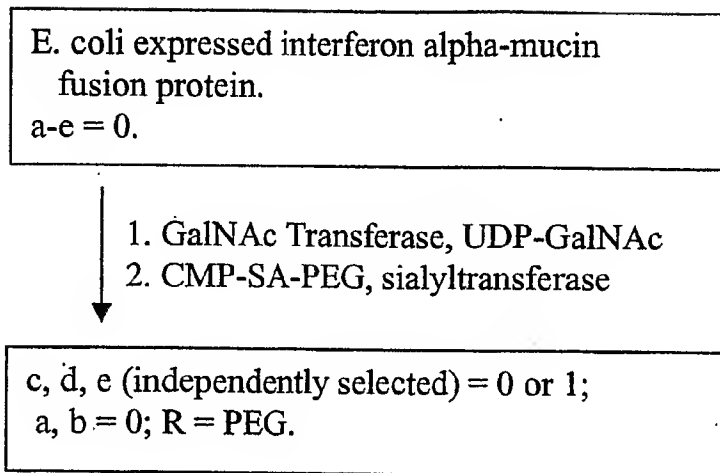 E. coli expressed interferon alpha-mucin
fusion protein.
a-e = 0.
1. GalNAc Transferase, UDP-GalNAc
2. CMP-SA-PEG, sialyltransferase
c, d, e (independently selected) = 0 or 1;
a, b = 0; R = PEG.